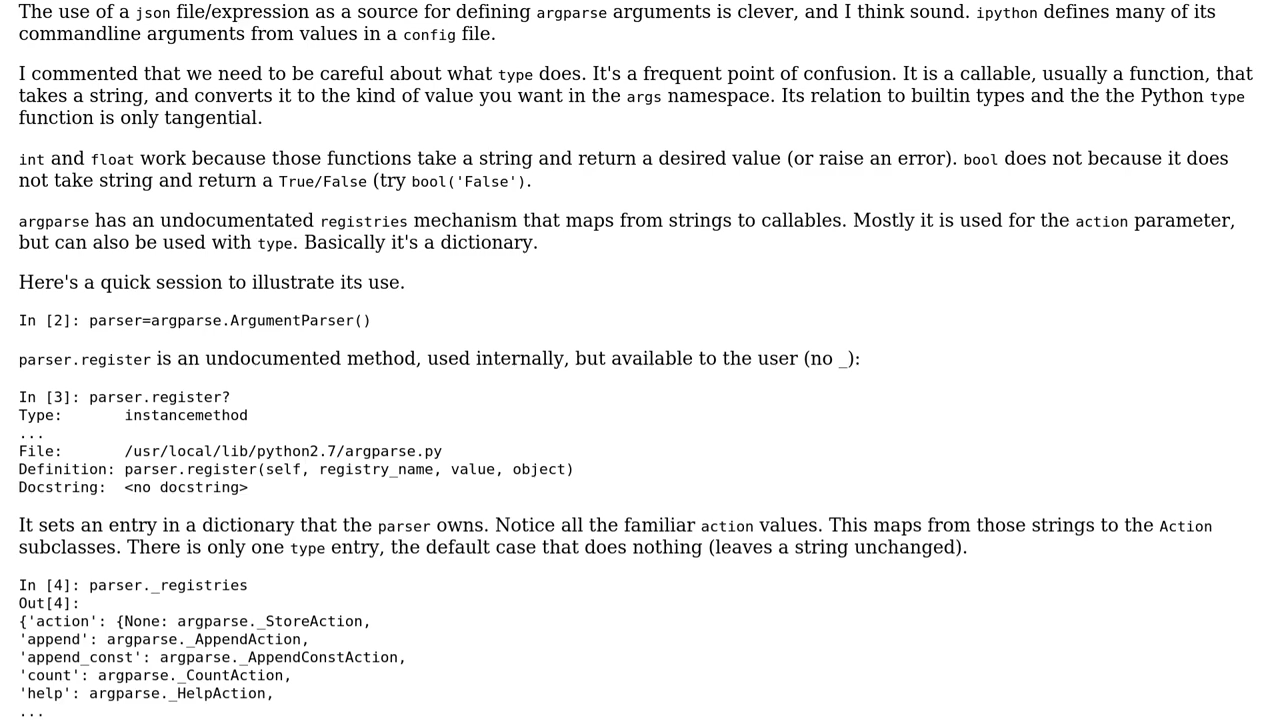 The use of a json file/expression as a source for defining argparse arguments is clever, and I think sound. ipython defines many of its
commandline arguments from values in a config file.
I commented that we need to be careful about what type does. It's a frequent point of confusion. It is a callable, usually a function, that
takes a string, and converts it to the kind of value you want in the args namespace. Its relation to builtin types and the the Python type
function is only tangential.
int and float work because those functions take a string and return a desired value (or raise an error). bool does not because it does
not take string and return a True/False (try bool('False').
argparse has an undocumentated registries mechanism that maps from strings to callables. Mostly it is used for the action parameter,
but can also be used with type. Basically it's a dictionary.
Here's a quick session to illustrate its use.
In [2]: parser=argparse.ArgumentParser()
parser.register is an undocumented method, used internally, but available to the user (no _):
In [3]: parser.register?
Type:       instancemethod
...
File:       /usr/local/lib/python2.7/argparse.py
Definition: parser.register(self, registry_name, value, object)
Docstring:  <no docstring>
It sets an entry in a dictionary that the parser owns. Notice all the familiar action values. This maps from those strings to the Action
subclasses. There is only one type entry, the default case that does nothing (leaves a string unchanged).
In [4]: parser._registries
Out[4]:
{'action': {None: argparse._StoreAction,
'append': argparse._AppendAction,
'append_const': argparse._AppendConstAction,
'count': argparse._CountAction,
'help': argparse._HelpAction,
...